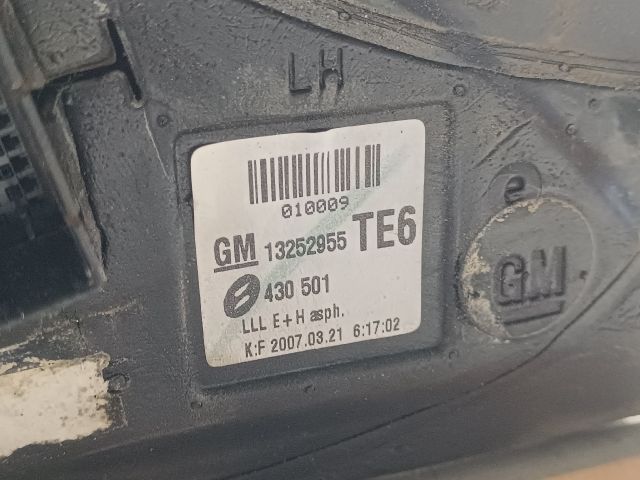 LH
010009
GM 13252955 TE6
430 501
LLL E+H asph.
K:F 2007.03.21 6:17:02
e
GM